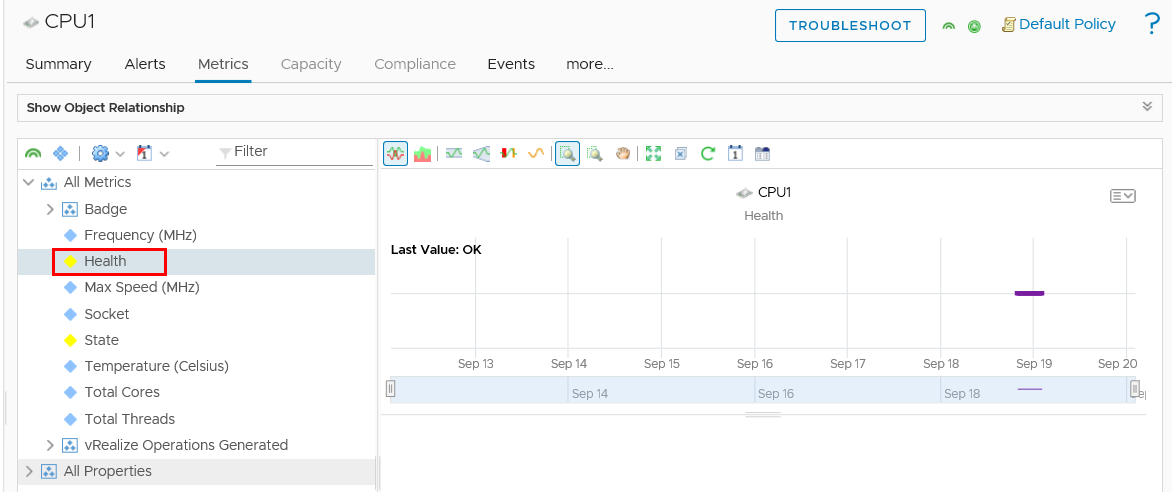 CPU1
TROUBLESHOOT
Default Policy
?
Summary Alerts Metrics Capacity Compliance Events more...
Show Object Relationship
Filter
All Metrics
Badge
Frequency (MHz)
Health
Max Speed (MHz)
Socket
State
Temperature (Celsius)
Total Cores
Total Threads
vRealize Operations Generated
All Properties
1
1
CPU1
Health
Last Value: OK
Sep 13 Sep 14 Sep 15 Sep 16 Sep 17 Sep 18 Sep 19 Sep 20
Sep 14 Sep 16 Sep 18